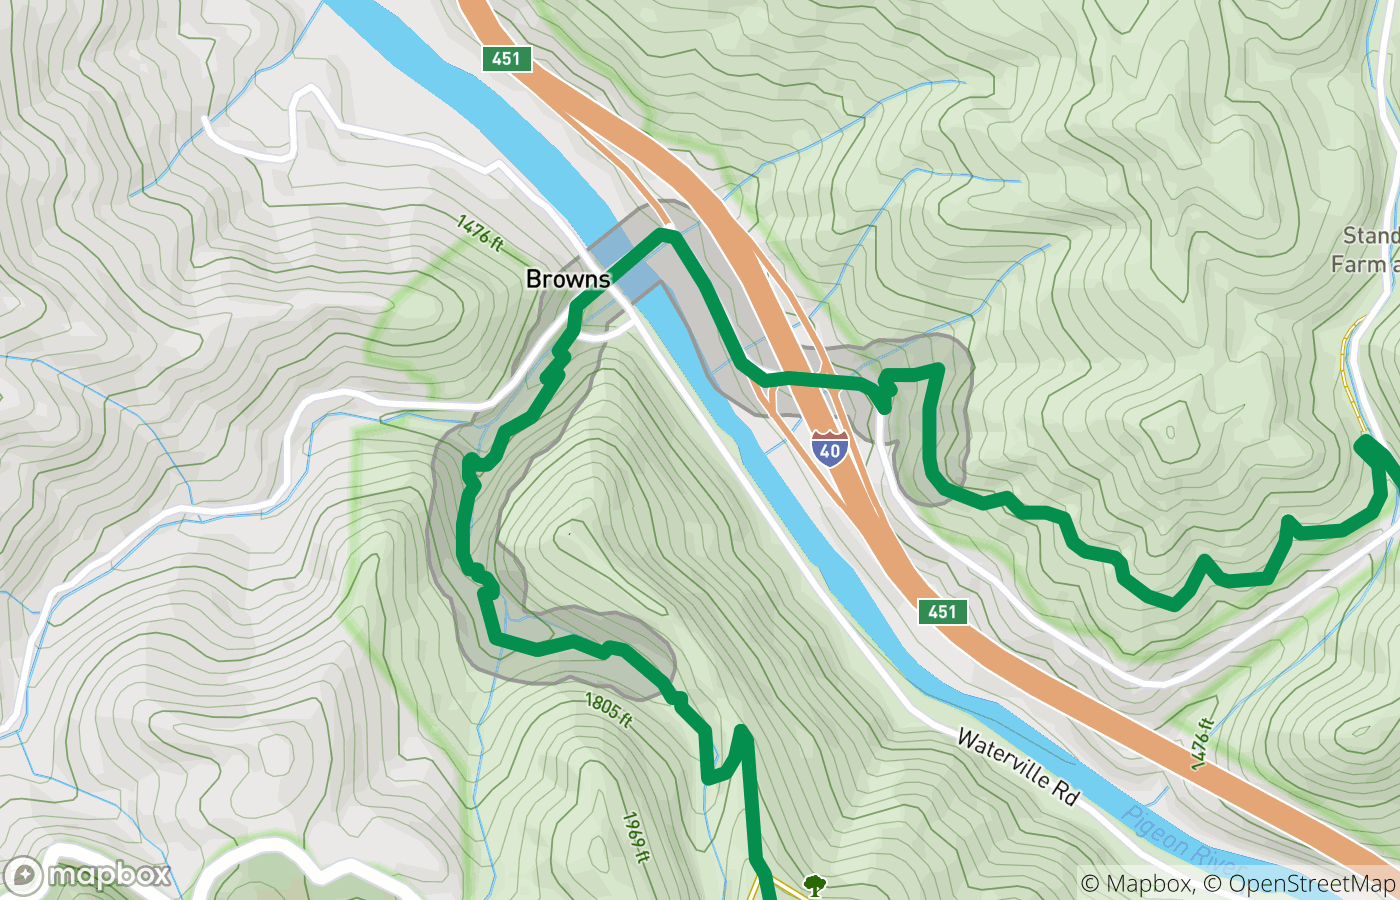 451
1476 ft
Stand
Farm a
Browns
40
451
1805 ft
1476 ft
Waterville Rd
Pigeon River
1969 ft
mapbox
© Mapbox, © OpenStreetMap